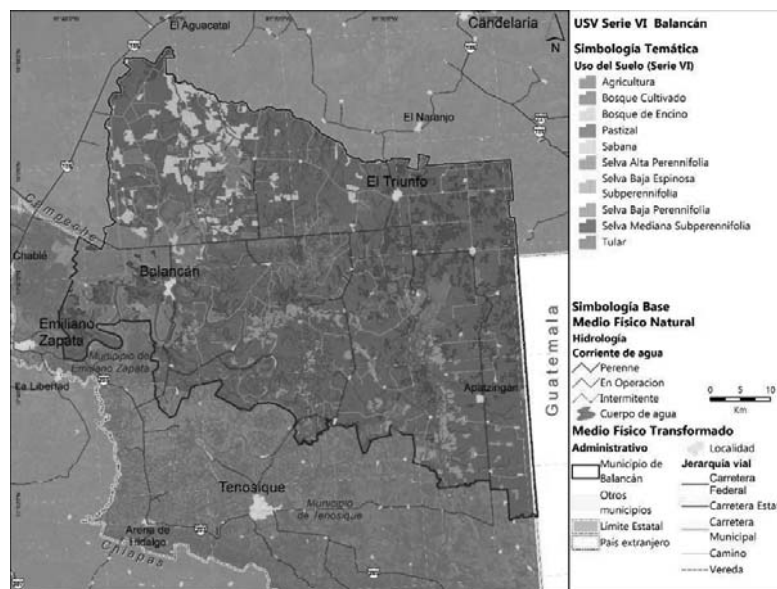 El Aguacatal
Candelaria
N
El Naranjo
El Triunfo
Campeche
Chablé
Balancán
Emiliano
Zapata
Municipio de
Emiliano Zapata
La Libertad
Apatzingán
Guatemala
Tenosique
Municipio
de Tenosique
Arena de
Hidalgo
Chiapas
USV Serie VI Balancán
Simbología Temática
Uso del Suelo (Serie VI)
Agricultura
Bosque Cultivado
Bosque de Encino
Pastizal
Sabana
Selva Alta Perennifolia
Selva Baja Espinosa
Subperennifolia
Selva Baja Perennifolia
Selva Mediana Subperennifolia
Tular
Simbología Base
Medio Físico Natural
Hidrología
Corriente de agua
Perenne
En Operacion
Intermitente
Cuerpo de agua
0 5 10
Km
Medio Físico Transformado
Administrativo
Municipio de
Balancán
Otros
municipios
Límite Estatal
País extranjero
Localidad
Jerarquía vial
Carretera
Federal
Carretera Esta
Carretera
Municipal
Camino
Vereda